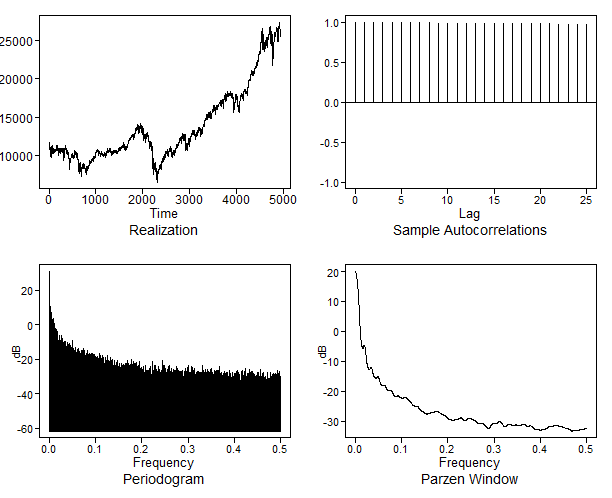 25000
20000
15000
10000
0 1000 2000 3000 4000 5000
Time
Realization
1.0
0.5
0.0
-0.5
-1.0
0 5 10 15 20 25
Lag
Sample Autocorrelations
20
0
-20
-40
-60
dB
0.0 0.1 0.2 0.3 0.4 0.5
Frequency
Periodogram
20
10
0
-10
-20
-30
dB
0.0 0.1 0.2 0.3 0.4 0.5
Frequency
Parzen Window